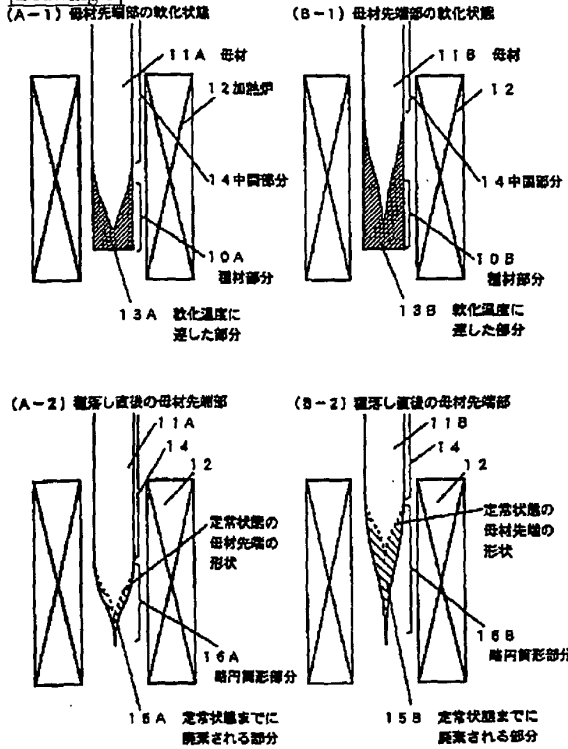 (A-1) 母材先端部の軟化状態
11A 母材
12加熱炉
14中間部分
10A
種材部分
13A 軟化温度に
達した部分
(B-1) 母材先端部の軟化状態
11B 母材
12
14中間部分
10B
種材部分
13B 軟化温度に
達した部分
(A-2) 種落し直後の母材先端部
11A
14
12
定常状態の
母材先端の
形状
16A
略円筒形部分
15A 定常状態までに
廃棄される部分
(B-2) 種落し直後の母材先端部
11B
14
12
定常状態の
母材先端の
形状
16B
略円筒形部分
15B 定常状態までに
廃棄される部分